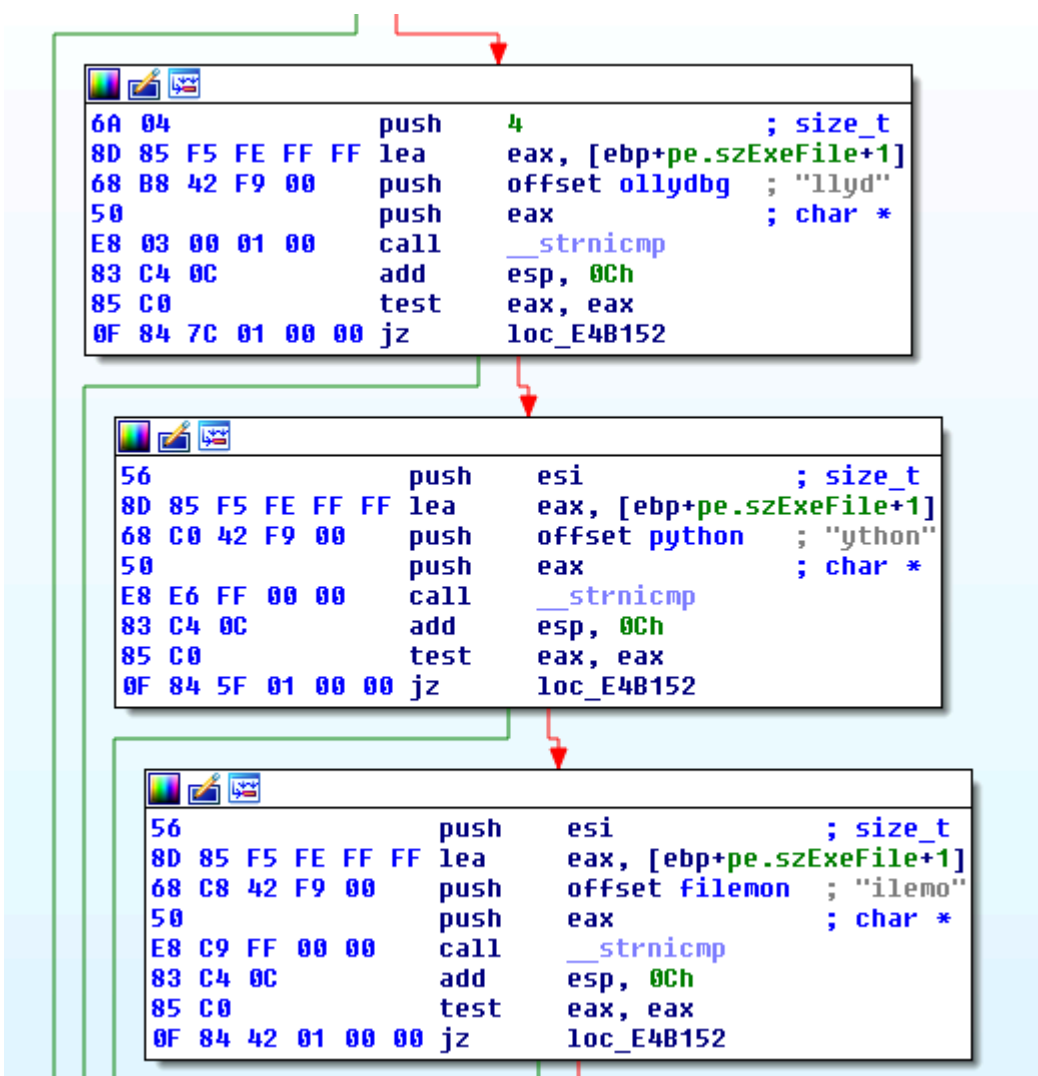 6A 04 push 4 ; size_t
8D 85 F5 FE FF FF lea eax, [ebp+pe.szExeFile+1]
68 B8 42 F9 00 push offset ollydbg ; "llyd"
50 push eax ; char *
E8 03 00 01 00 call __strnicmp
83 C4 0C add esp, 0Ch
85 C0 test eax, eax
0F 84 7C 01 00 00 jz loc_E4B152
56 push esi ; size_t
8D 85 F5 FE FF FF lea eax, [ebp+pe.szExeFile+1]
68 C0 42 F9 00 push offset python ; "ython"
50 push eax ; char *
E8 E6 FF 00 00 call __strnicmp
83 C4 0C add esp, 0Ch
85 C0 test eax, eax
0F 84 5F 01 00 00 jz loc_E4B152
56 push esi ; size_t
8D 85 F5 FE FF FF lea eax, [ebp+pe.szExeFile+1]
68 C8 42 F9 00 push offset filemon ; "ilemo"
50 push eax ; char *
E8 C9 FF 00 00 call __strnicmp
83 C4 0C add esp, 0Ch
85 C0 test eax, eax
0F 84 42 01 00 00 jz loc_E4B152